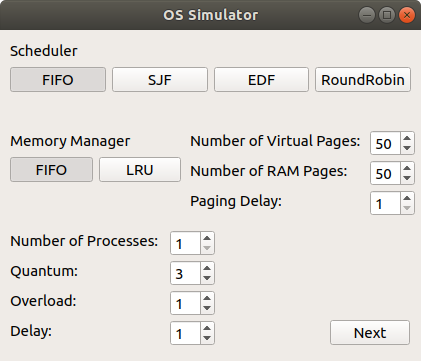 OS Simulator
Scheduler
FIFO SJF EDF RoundRobin
Memory Manager
FIFO LRU
Number of Virtual Pages: 50
Number of RAM Pages: 50
Paging Delay: 1
Number of Processes: 1
Quantum: 3
Overload: 1
Delay: 1
Next